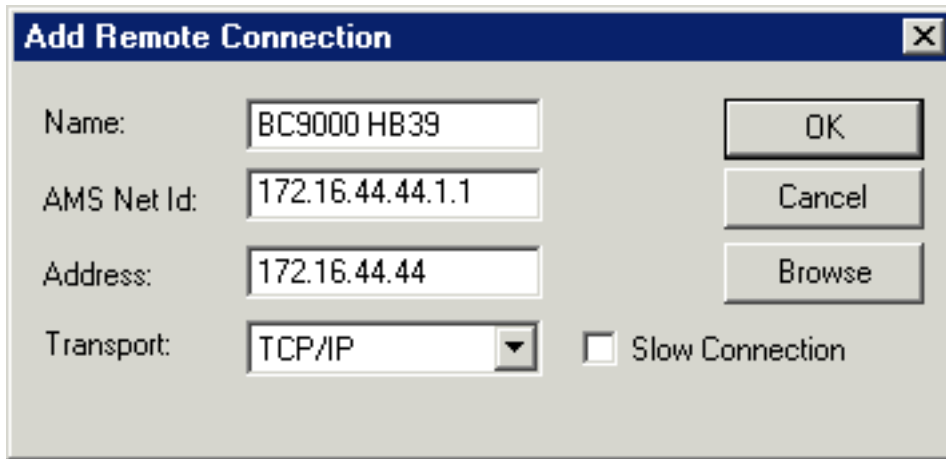 Add Remote Connection
Name: BC9000 HB39 OK
AMS Net Id: 172.16.44.44.1.1 Cancel
Address: 172.16.44.44 Browse
Transport: TCP/IP Slow Connection